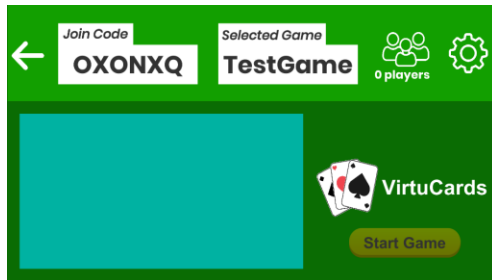 Join Code
OXONXQ
Selected Game
TestGame
0 players
VirtuCards
Start Game